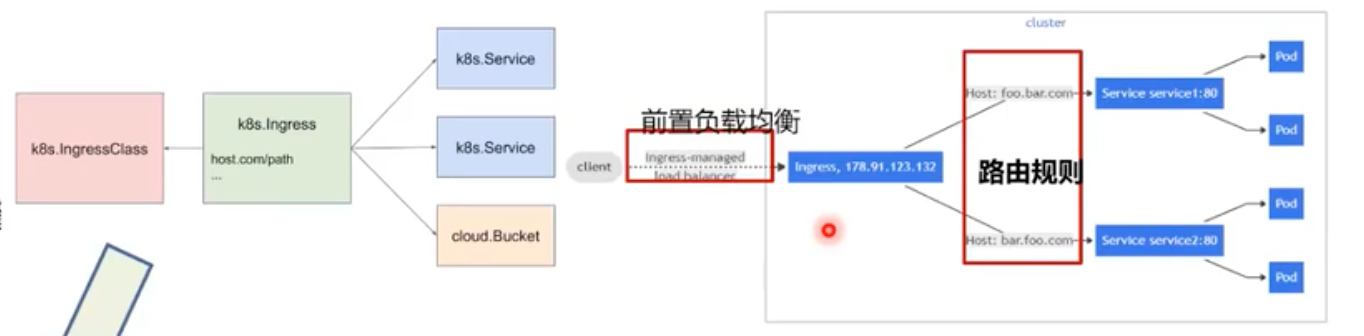 k8s.IngressClass
k8s.Ingress
host.com/path
...
k8s.Service
k8s.Service
cloud.Bucket
前置负载均衡
client
Ingress-managed
load balancer
cluster
Ingress, 178.91.123.132
Host: foo.bar.com
路由规则
Host: bar.foo.com
Service service1:80
Service service2:80
Pod
Pod
Pod
Pod